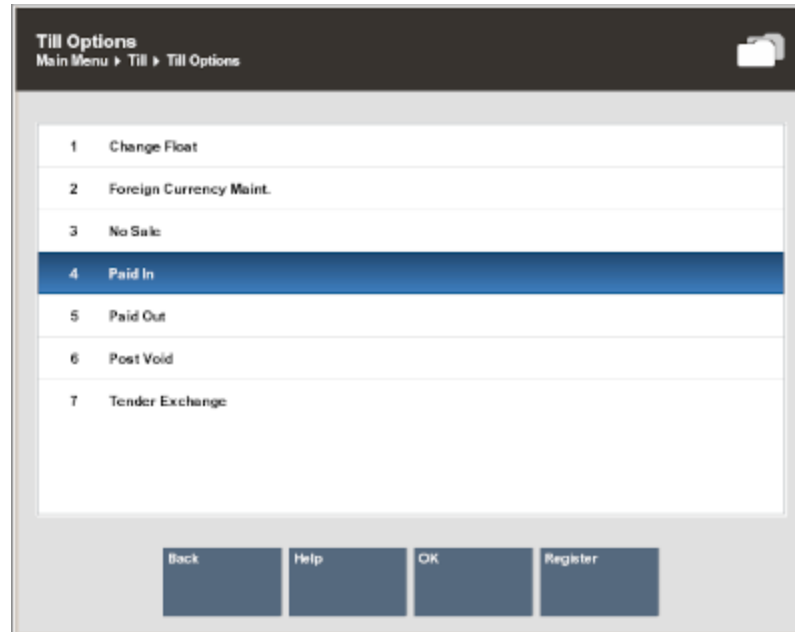 Till Options
Main Menu ▸ Till ▸ Till Options
1 Change Float
2 Foreign Currency Maint.
3 No Sale
4 Paid In
5 Paid Out
6 Post Void
7 Tender Exchange
Back Help OK Register